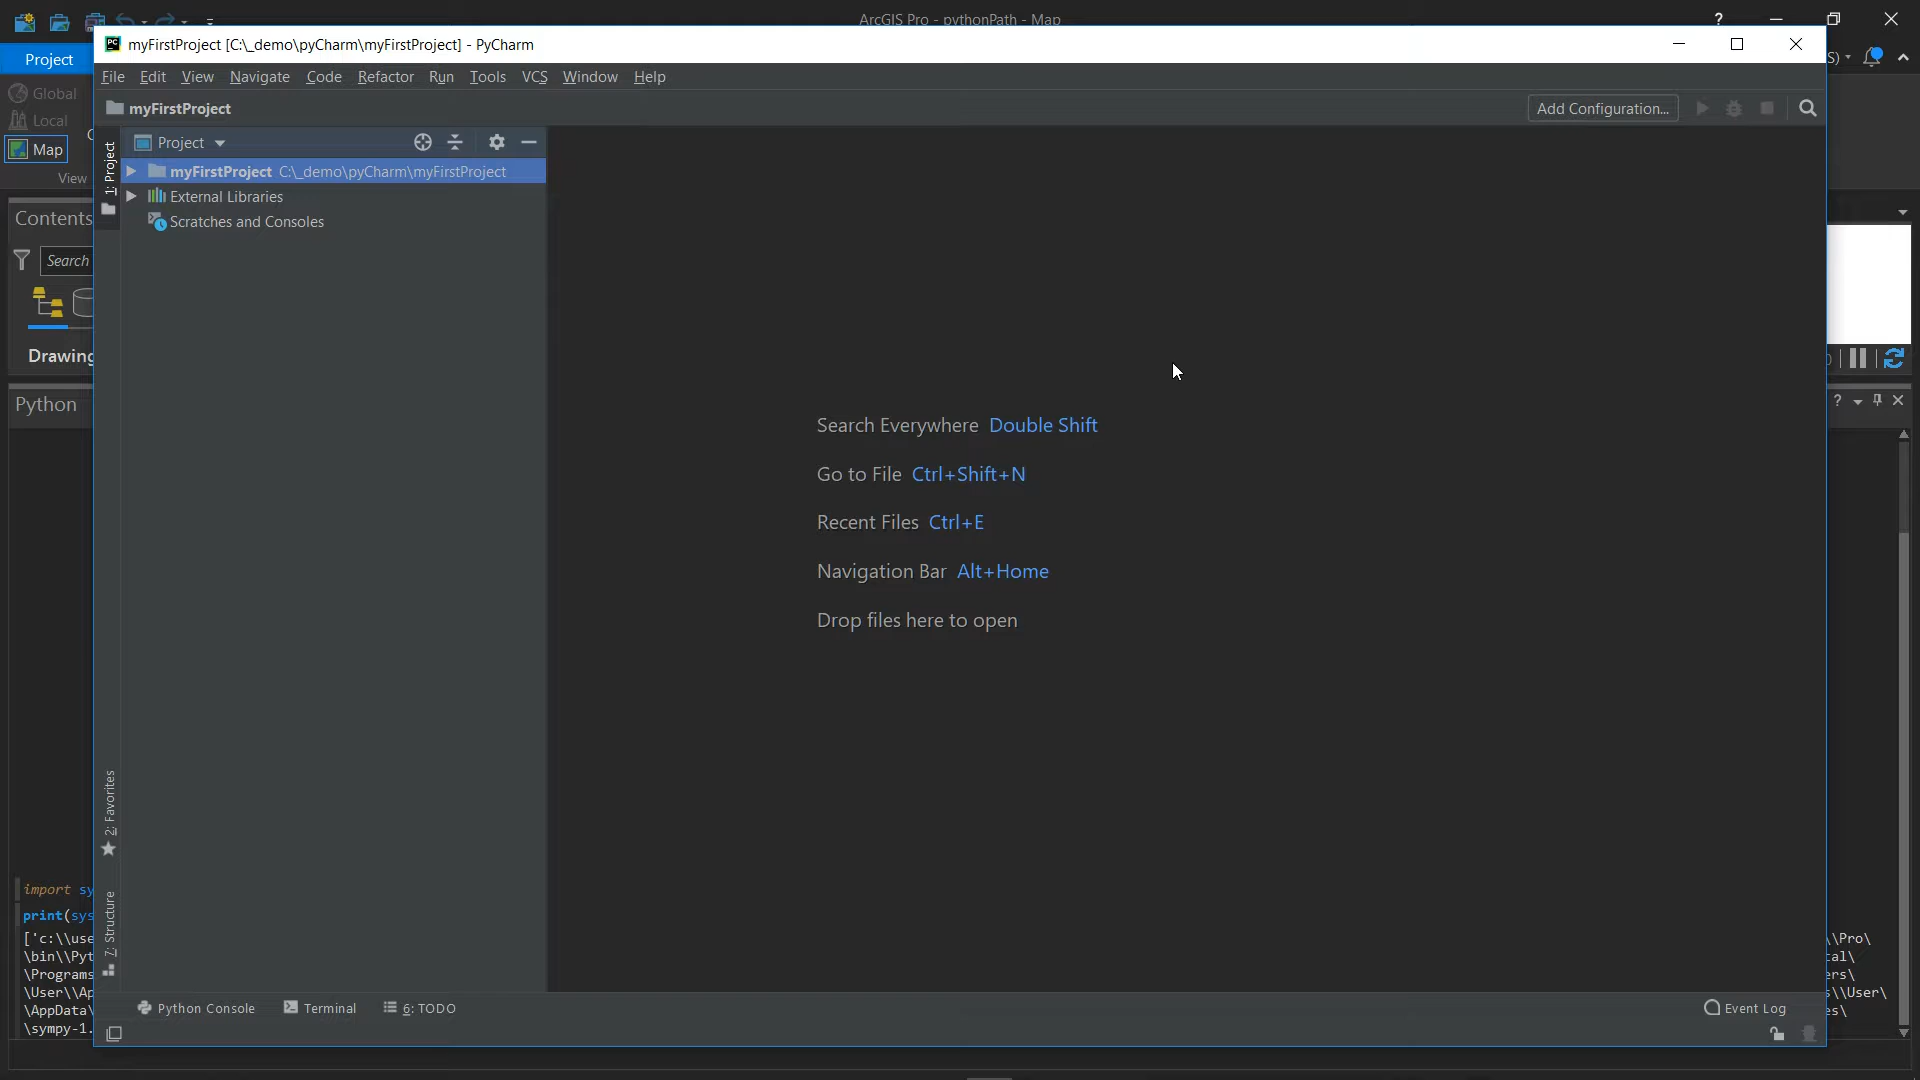 ArcGIS Pro - pythonPath - Map
?
myFirstProject [C:\_demo\pyCharm\myFirstProject] - PyCharm
Project
S)
File Edit View Navigate Code Refactor Run Tools VCS Window Help
Global
myFirstProject
Add Configuration...
Local
Map
View
1: Project
Project
myFirstProject C:\_demo\pyCharm\myFirstProject
External Libraries
Scratches and Consoles
Contents
Search
Drawing
Python
?
Search Everywhere Double Shift
Go to File Ctrl+Shift+N
Recent Files Ctrl+E
Navigation Bar Alt+Home
Drop files here to open
2: Favorites
7: Structure
import sy
print(sys
['c:\\use
\\Pro\
\bin\\Pyt
cal\
\Programs
ers\
\User\\Ap
s\\User\
\AppData\
es\
\sympy-1.
Python Console Terminal 6: TODO
Event Log